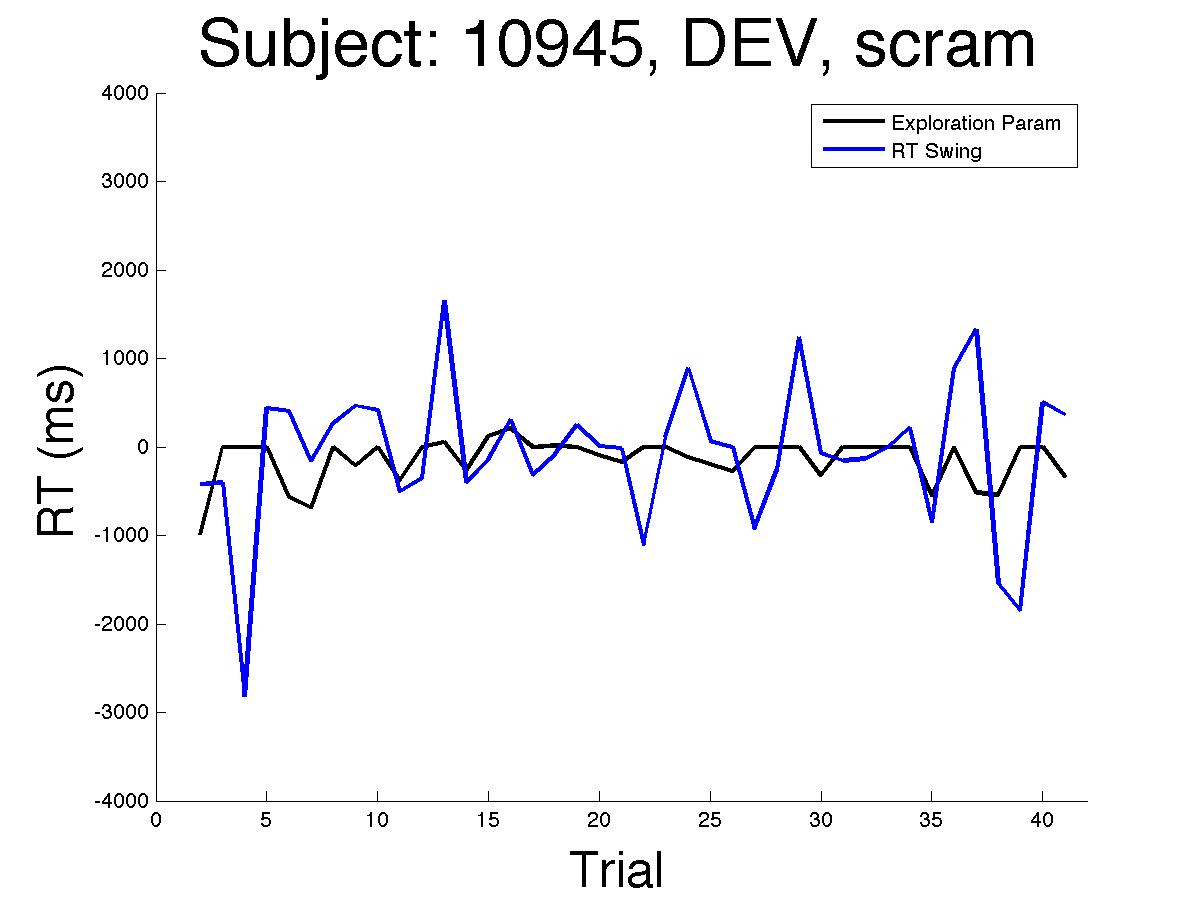 Subject: 10945, DEV, scram
4000
3000
2000
1000
0
-1000
-2000
-3000
-4000
RT (ms)
Exploration Param
RT Swing
0 5 10 15 20 25 30 35 40
Trial